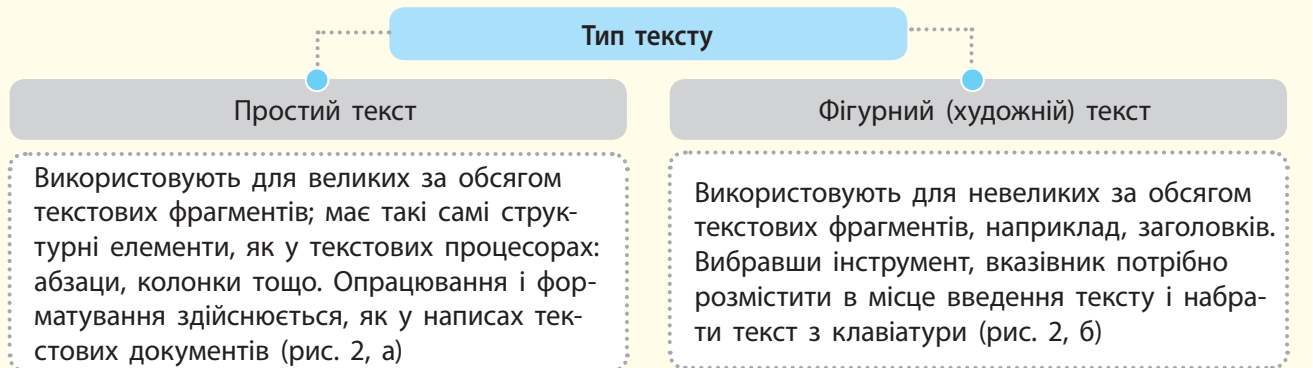 Тип тексту
Простий текст
Використовують для великих за обсягом
текстових фрагментів; має такі самі струк-
турні елементи, як у текстових процесорах:
абзаци, колонки тощо. Опрацювання і фор-
матування здійснюється, як у написах тек-
стових документів (рис. 2, а)
Фігурний (художній) текст
Використовують для невеликих за обсягом
текстових фрагментів, наприклад, заголовків.
Вибравши інструмент, вказівник потрібно
розмістити в місце введення тексту і набра-
ти текст з клавіатури (рис. 2, б)